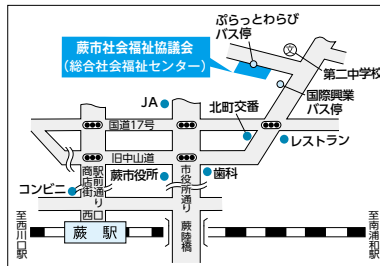 ぷらっとわらび
バス停
蕨市社会福祉協議会
(総合社会福祉センター)
文
第二中学校
国際興業
バス停
JA
北町交番
国道17号
レストラン
旧中山道
蕨市役所
歯科
コンビニ
駅前通り
商店街
市役所通り
西口
蕨駅
蕨陸橋
至西川口駅
至南浦和駅